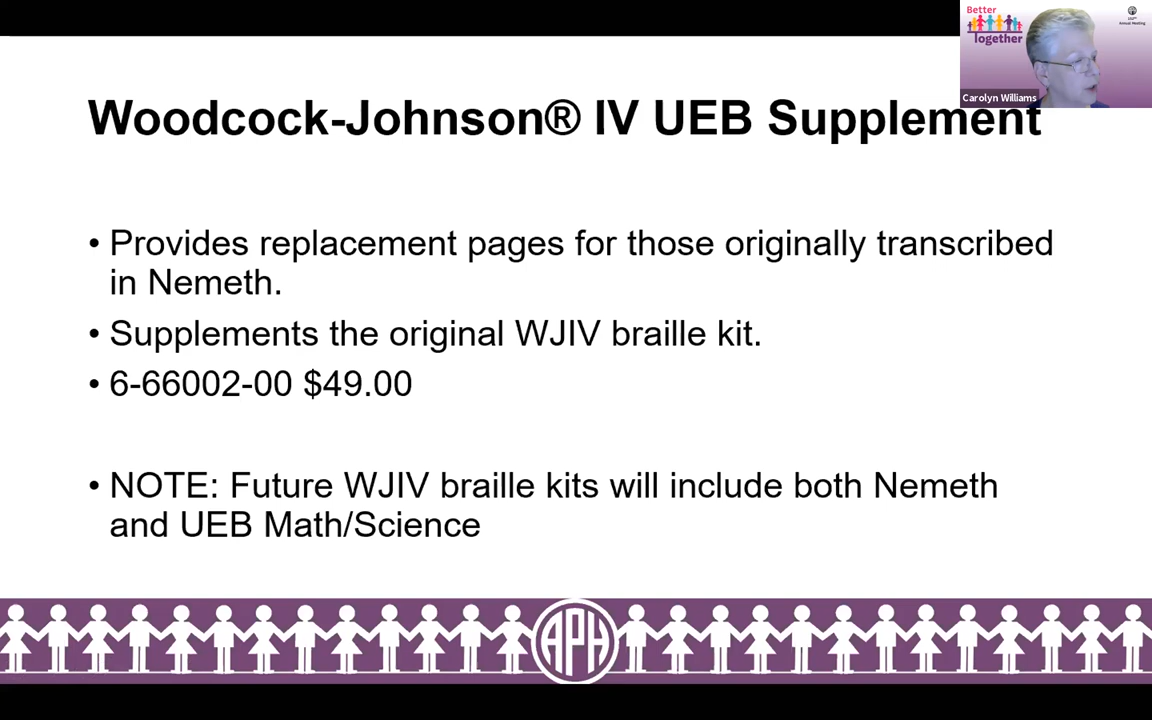 Better
Together
Annual Meeting
Carolyn Williams
Woodcock-Johnson® IV UEB Supplement
• Provides replacement pages for those originally transcribed
in Nemeth.
• Supplements the original WJIV braille kit.
• 6-66002-00 $49.00
• NOTE: Future WJIV braille kits will include both Nemeth
and UEB Math/Science
APH